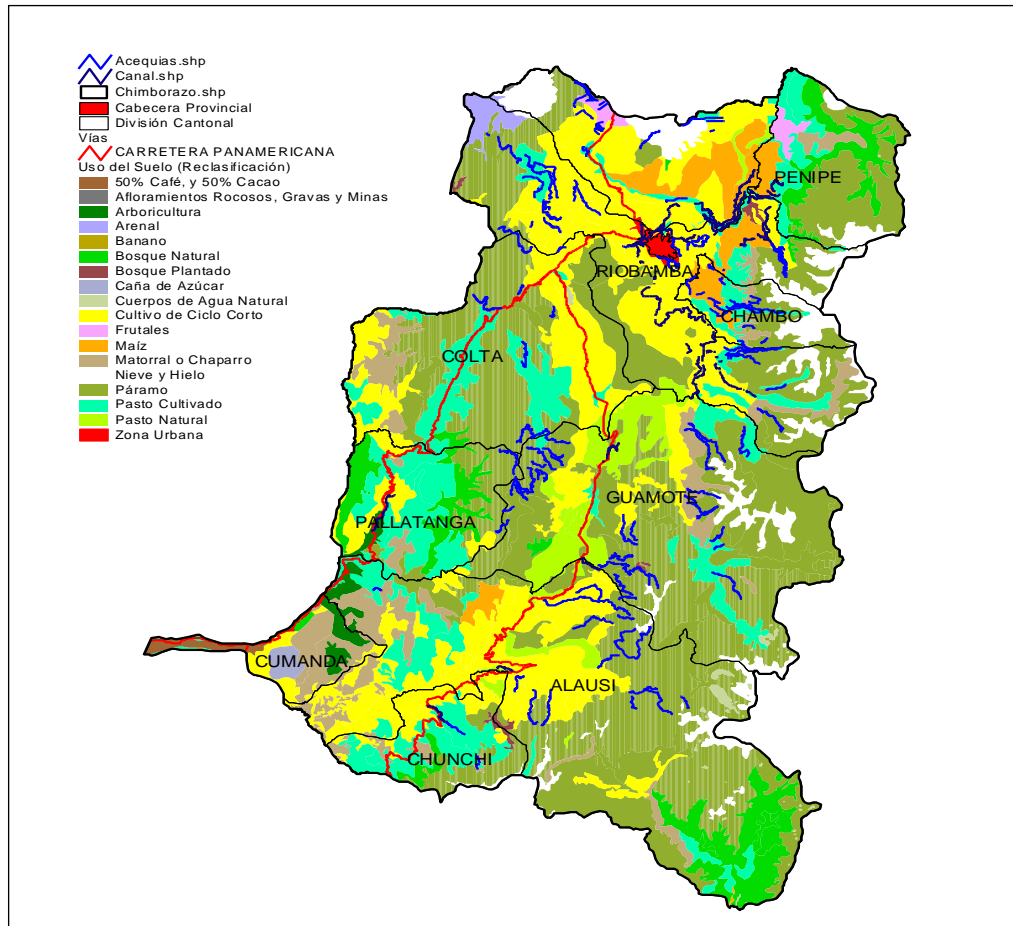 Acequias.shp
Canal.shp
Chimborazo.shp
Cabecera Provincial
División Cantonal
Vías
CARRETERA PANAMERICANA
Uso del Suelo (Reclasificación)
50% Café, y 50% Cacao
Afloramientos Rocosos, Gravas y Minas
Arboricultura
Arenal
Banano
Bosque Natural
Bosque Plantado
Caña de Azúcar
Cuerpos de Agua Natural
Cultivo de Ciclo Corto
Frutales
Maíz
Matorral o Chaparro
Nieve y Hielo
Páramo
Pasto Cultivado
Pasto Natural
Zona Urbana
PENIPE
RIOBAMBA
CHAMBO
COLTA
GUAMOTE
PALLATANGA
CUMANDA
ALAUSI
CHUNCHI